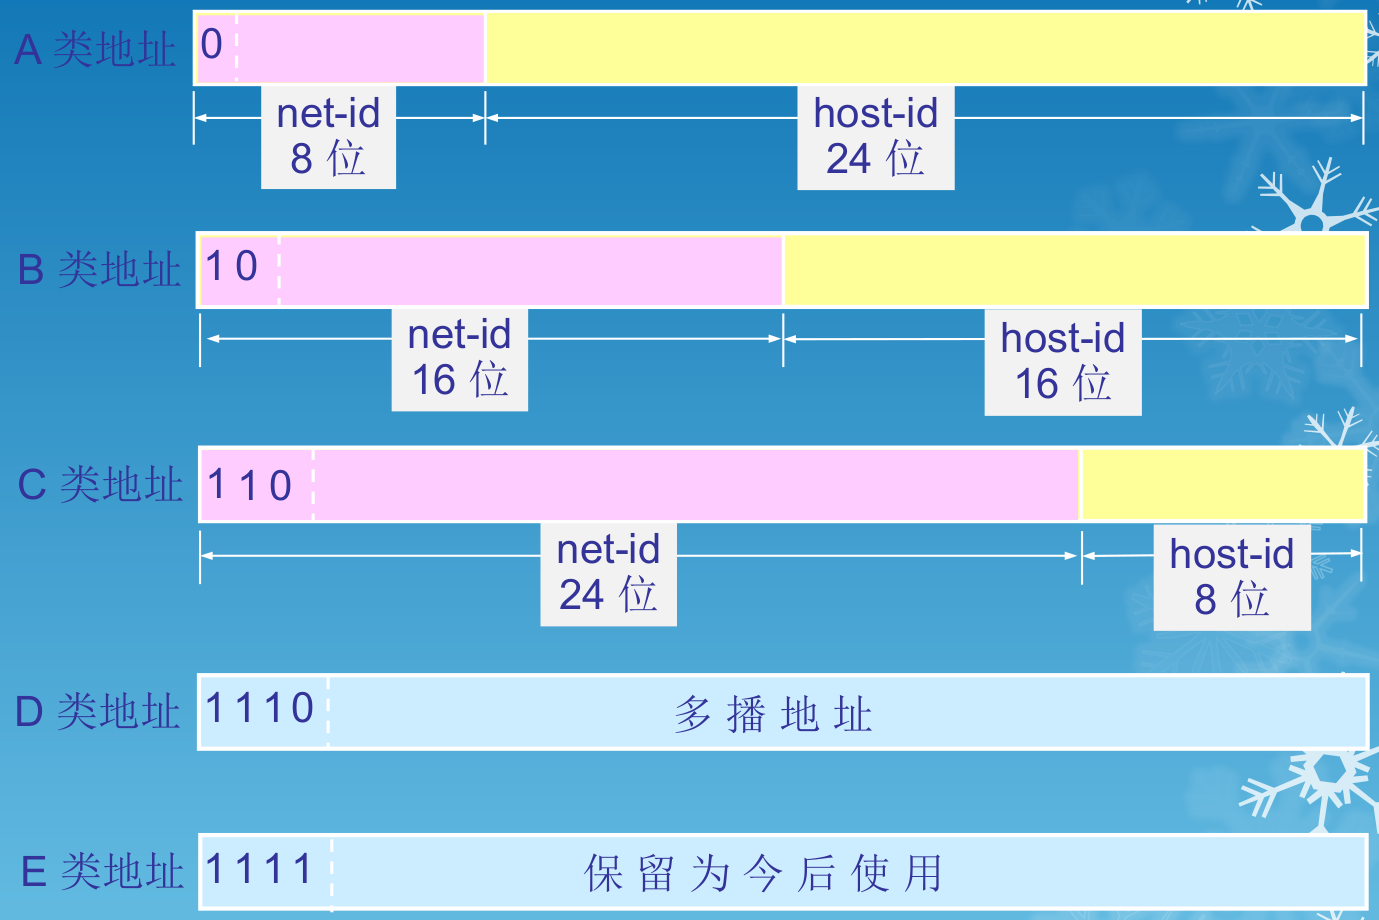 A 类地址
0
net-id
8 位
host-id
24 位
B 类地址
1 0
net-id
16 位
host-id
16 位
C 类地址
1 1 0
net-id
24 位
host-id
8 位
D 类地址
1 1 1 0
多 播 地 址
E 类地址
1 1 1 1
保 留 为 今 后 使 用